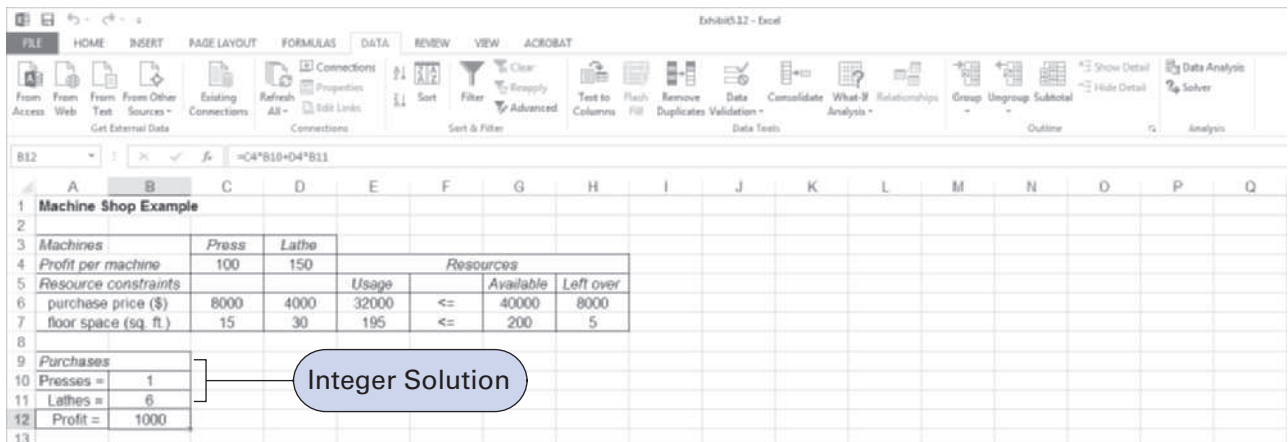 Exhibit5.12 - Excel
FILE HOME INSERT PAGE LAYOUT FORMULAS DATA REVIEW VIEW ACROBAT
From Access From Web From Text From Other Sources Existing Connections Refresh All Connections Properties Edit Links Sort Filter Clear Reapply Advanced Text to Columns Flash Fill Remove Duplicates Data Validation Consolidate What-If Analysis Relationships Group Ungroup Subtotal Show Detail Hide Detail Data Analysis Solver
Get External Data Connections Sort & Filter Data Tools Outline Analysis
B12 fx =C4*B10+D4*B11
A B C D E F G H I J K L M N O P Q
1 Machine Shop Example
2
3 Machines Press Lathe
4 Profit per machine 100 150 Resources
5 Resource constraints Usage Available Left over
6 purchase price ($) 8000 4000 32000 <= 40000 8000
7 floor space (sq. ft.) 15 30 195 <= 200 5
8
9 Purchases
10 Presses = 1
Integer Solution
11 Lathes = 6
12 Profit = 1000
13